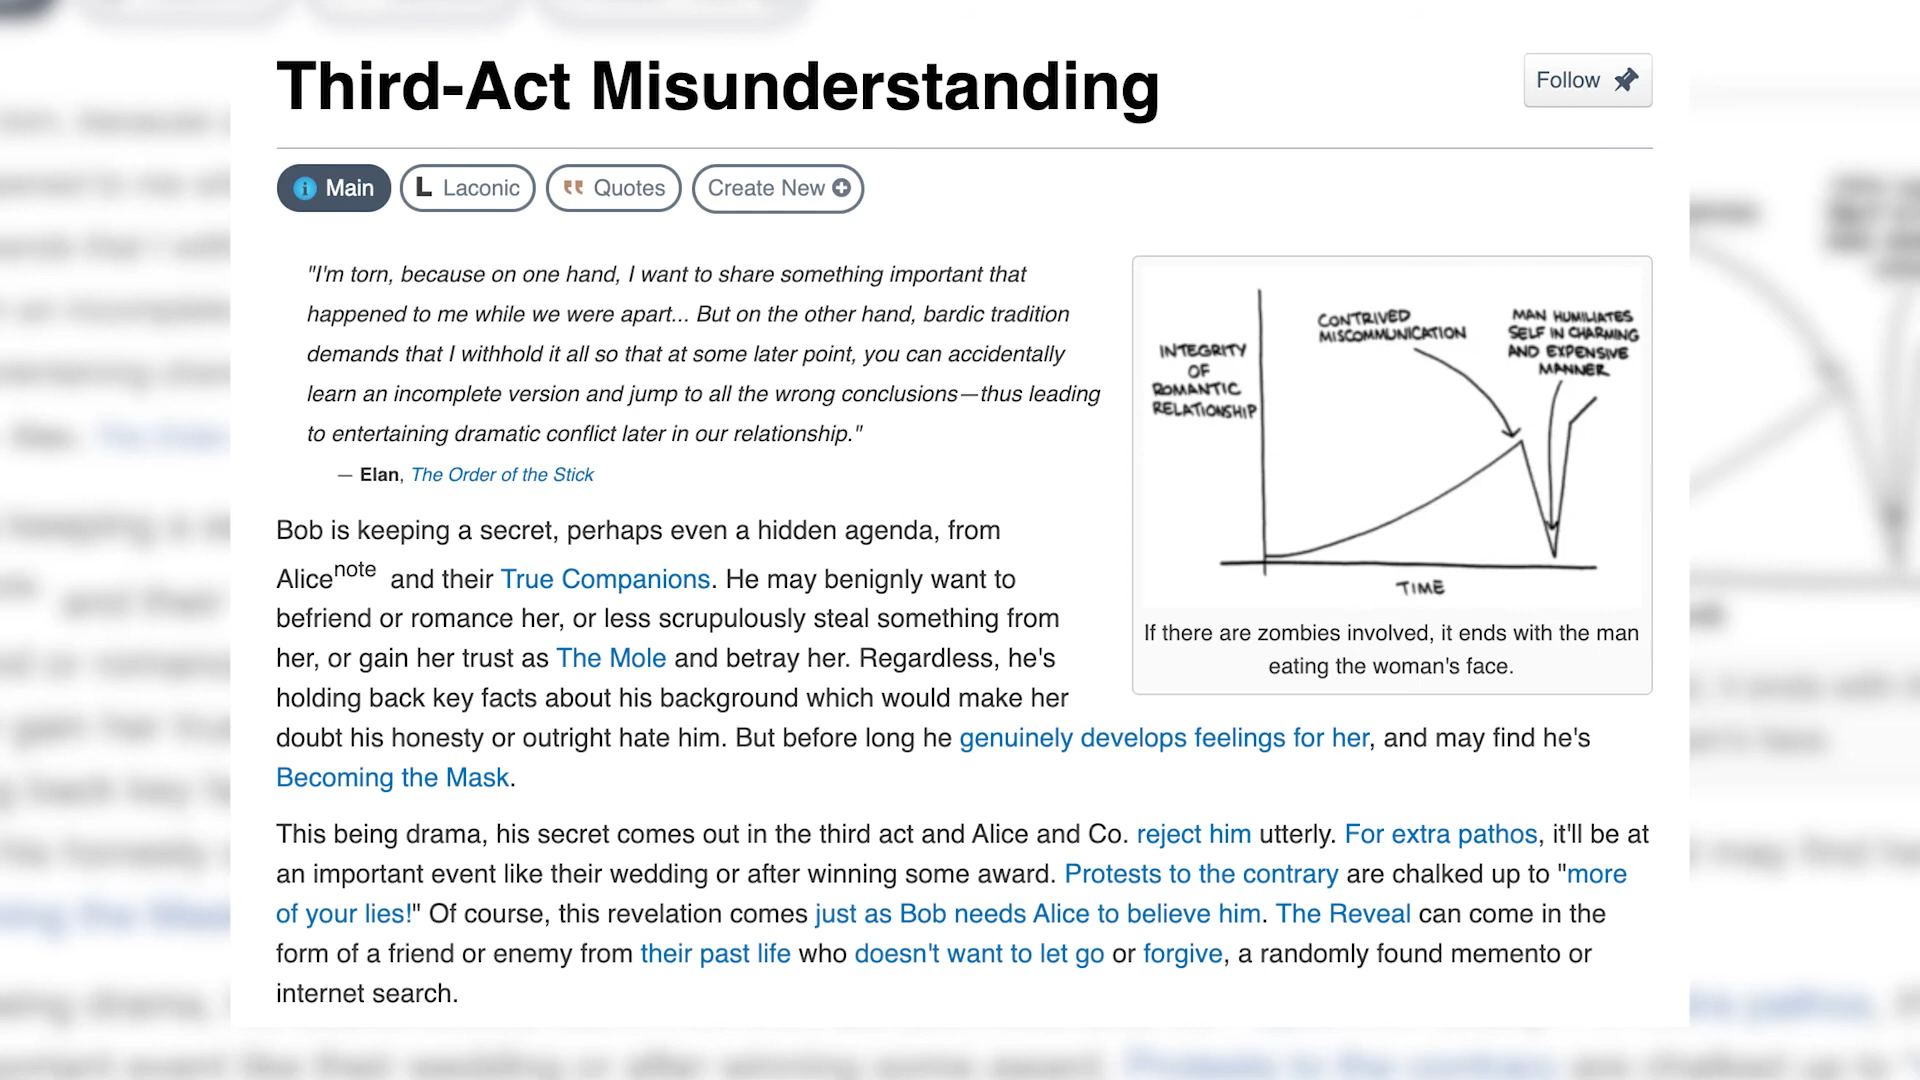 Third-Act Misunderstanding
Follow
Main
Laconic
Quotes
Create New
"I'm torn, because on one hand, I want to share something important that
happened to me while we were apart... But on the other hand, bardic tradition
demands that I withhold it all so that at some later point, you can accidentally
learn an incomplete version and jump to all the wrong conclusions—thus leading
to entertaining dramatic conflict later in our relationship."
— Elan, The Order of the Stick
INTEGRITY
OF
ROMANTIC
RELATIONSHIP
CONTRIVED
MISCOMMUNICATION
MAN HUMILIATES
SELF IN CHARMING
AND EXPENSIVE
MANNER
TIME
If there are zombies involved, it ends with the man
eating the woman's face.
Bob is keeping a secret, perhaps even a hidden agenda, from
Alicenote and their True Companions. He may benignly want to
befriend or romance her, or less scrupulously steal something from
her, or gain her trust as The Mole and betray her. Regardless, he's
holding back key facts about his background which would make her
doubt his honesty or outright hate him. But before long he genuinely develops feelings for her, and may find he's
Becoming the Mask.
This being drama, his secret comes out in the third act and Alice and Co. reject him utterly. For extra pathos, it'll be at
an important event like their wedding or after winning some award. Protests to the contrary are chalked up to "more
of your lies!" Of course, this revelation comes just as Bob needs Alice to believe him. The Reveal can come in the
form of a friend or enemy from their past life who doesn't want to let go or forgive, a randomly found memento or
internet search.